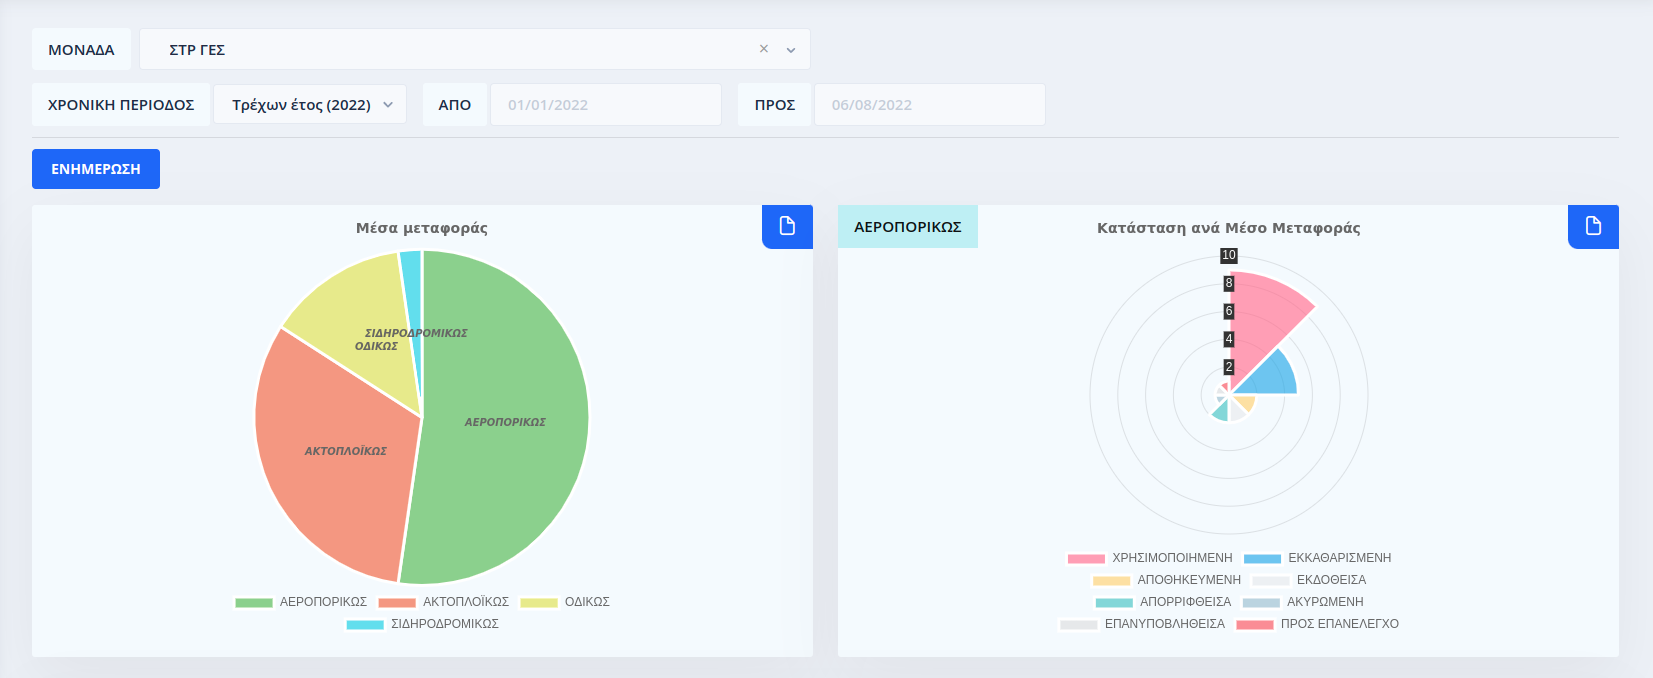 ΜΟΝΑΔΑ ΣΤΡ ΓΕΣ ×
ΧΡΟΝΙΚΗ ΠΕΡΙΟΔΟΣ Τρέχων έτος (2022) ΑΠΟ 01/01/2022 ΠΡΟΣ 06/08/2022
ΕΝΗΜΕΡΩΣΗ
Μέσα μεταφοράς
ΣΙΔΗΡΟΔΡΟΜΙΚΩΣ
ΟΔΙΚΩΣ
ΑΕΡΟΠΟΡΙΚΩΣ
ΑΚΤΟΠΛΟΪΚΩΣ
ΑΕΡΟΠΟΡΙΚΩΣ ΑΚΤΟΠΛΟΪΚΩΣ ΟΔΙΚΩΣ
ΣΙΔΗΡΟΔΡΟΜΙΚΩΣ
ΑΕΡΟΠΟΡΙΚΩΣ
Κατάσταση ανά Μέσο Μεταφοράς
10
8
6
4
2
ΧΡΗΣΙΜΟΠΟΙΗΜΕΝΗ ΕΚΚΑΘΑΡΙΣΜΕΝΗ
ΑΠΟΘΗΚΕΥΜΕΝΗ ΕΚΔΟΘΕΙΣΑ
ΑΠΟΡΡΙΦΘΕΙΣΑ ΑΚΥΡΩΜΕΝΗ
ΕΠΑΝΥΠΟΒΛΗΘΕΙΣΑ ΠΡΟΣ ΕΠΑΝΕΛΕΓΧΟ